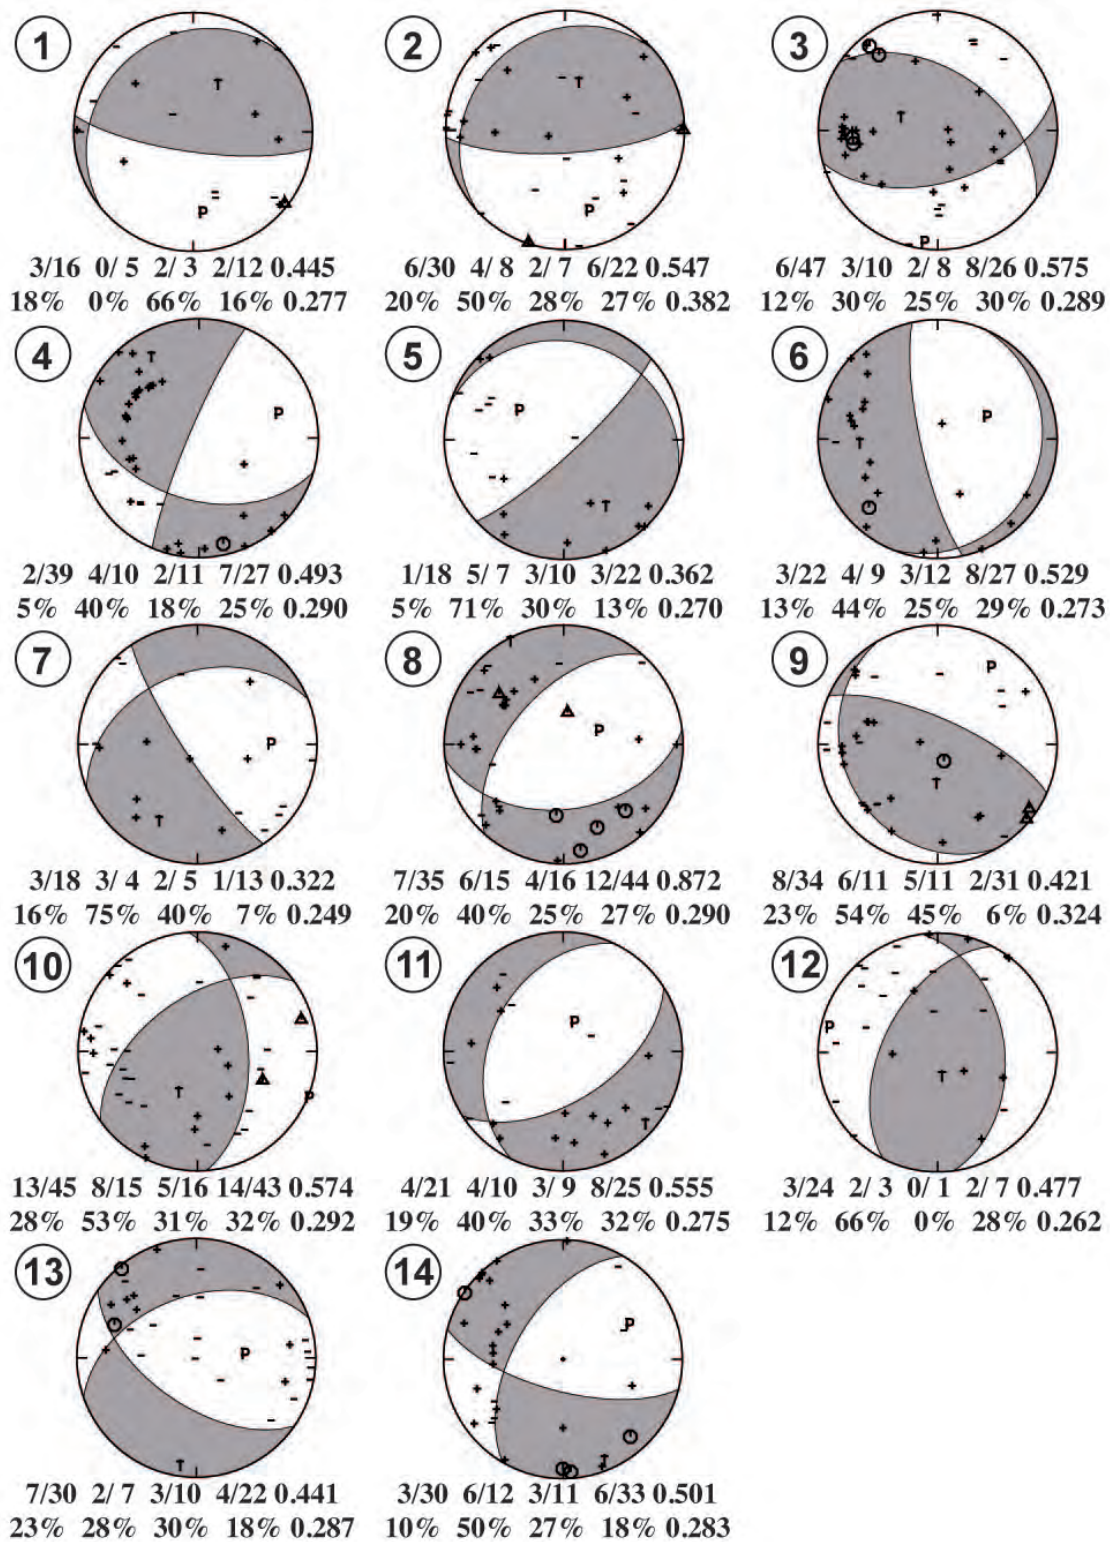 1 2 3
T T T
P P P
3/16 0/ 5 2/ 3 2/12 0.445 6/30 4/ 8 2/ 7 6/22 0.547 6/47 3/10 2/ 8 8/26 0.575
18% 0% 66% 16% 0.277 20% 50% 28% 27% 0.382 12% 30% 25% 30% 0.289
4 5 6
T P P
P T T
2/39 4/10 2/11 7/27 0.493 1/18 5/ 7 3/10 3/22 0.362 3/22 4/ 9 3/12 8/27 0.529
5% 40% 18% 25% 0.290 5% 71% 30% 13% 0.270 13% 44% 25% 29% 0.273
7 8 9
P T P
T P T
3/18 3/ 4 2/ 5 1/13 0.322 7/35 6/15 4/16 12/44 0.872 8/34 6/11 5/11 2/31 0.421
16% 75% 40% 7% 0.249 20% 40% 25% 27% 0.290 23% 54% 45% 6% 0.324
10 11 12
T P P
P T T
13/45 8/15 5/16 14/43 0.574 4/21 4/10 3/ 9 8/25 0.555 3/24 2/ 3 0/ 1 2/ 7 0.477
28% 53% 31% 32% 0.292 19% 40% 33% 32% 0.275 12% 66% 0% 28% 0.262
13 14
P P
T T
7/30 2/ 7 3/10 4/22 0.441 3/30 6/12 3/11 6/33 0.501
23% 28% 30% 18% 0.287 10% 50% 27% 18% 0.283